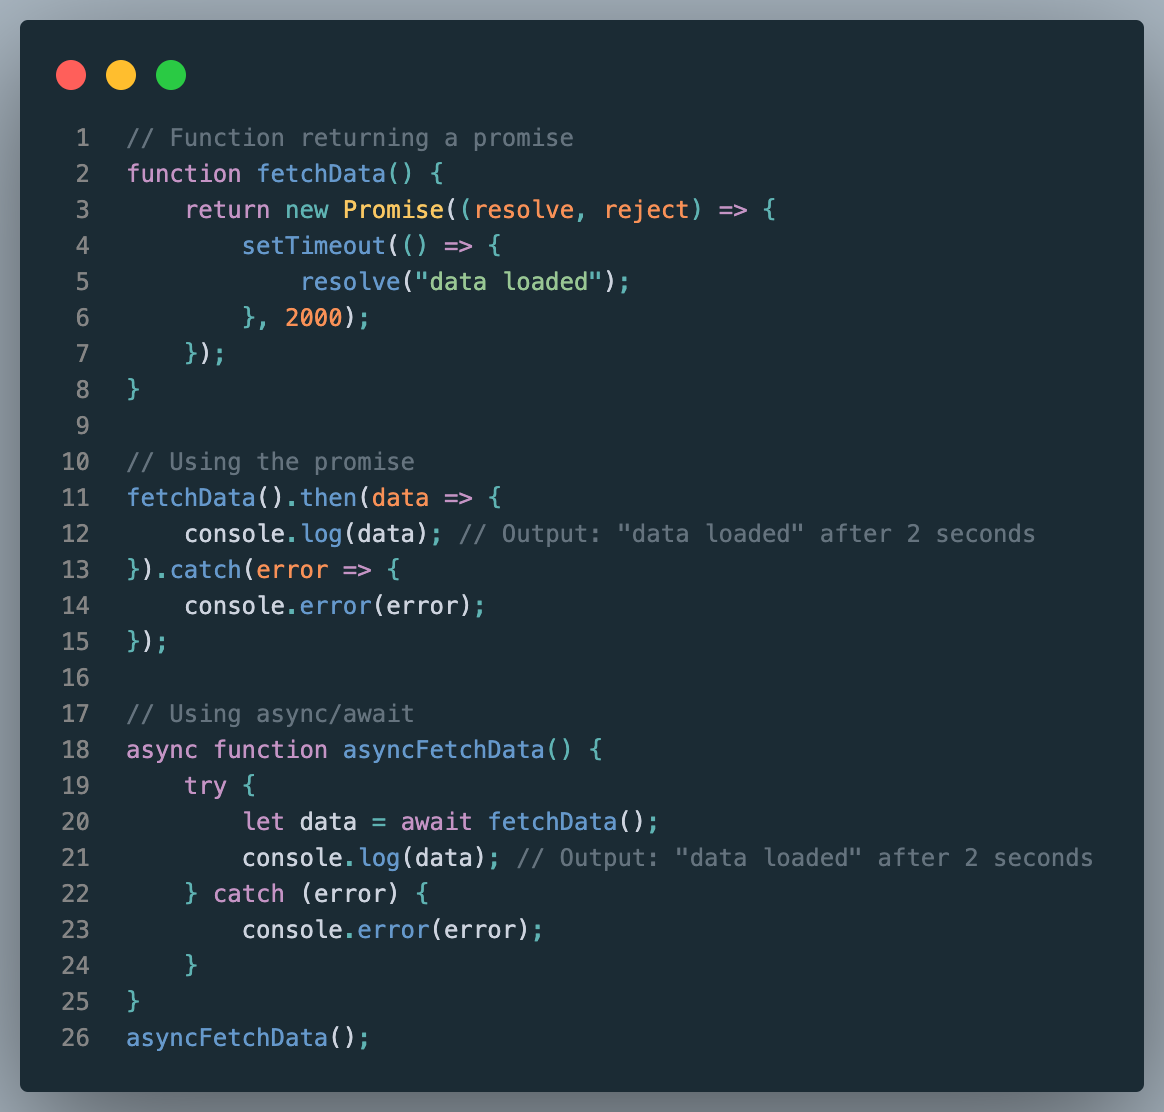 1 // Function returning a promise
2 function fetchData() {
3     return new Promise((resolve, reject) => {
4         setTimeout(() => {
5             resolve("data loaded");
6         }, 2000);
7     });
8 }
9
10 // Using the promise
11 fetchData().then(data => {
12     console.log(data); // Output: "data loaded" after 2 seconds
13 }).catch(error => {
14     console.error(error);
15 });
16
17 // Using async/await
18 async function asyncFetchData() {
19     try {
20         let data = await fetchData();
21         console.log(data); // Output: "data loaded" after 2 seconds
22     } catch (error) {
23         console.error(error);
24     }
25 }
26 asyncFetchData();